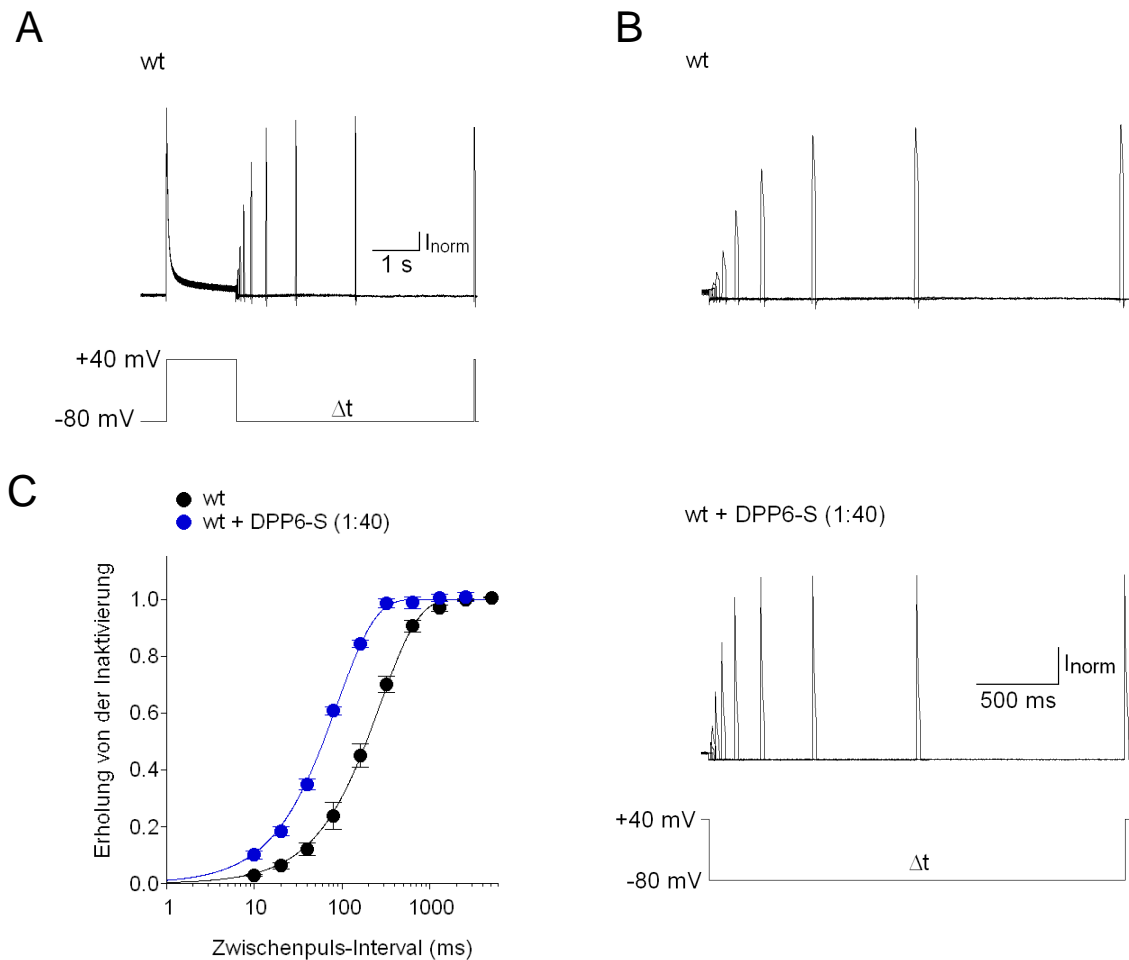 A
wt
Inorm
1 s
+40 mV
-80 mV
Δt
B
wt
wt + DPP6-S (1:40)
Inorm
500 ms
+40 mV
-80 mV
Δt
C
wt
wt + DPP6-S (1:40)
Erholung von der Inaktivierung
1.0
0.8
0.6
0.4
0.2
0.0
1 10 100 1000
Zwischenpuls-Interval (ms)